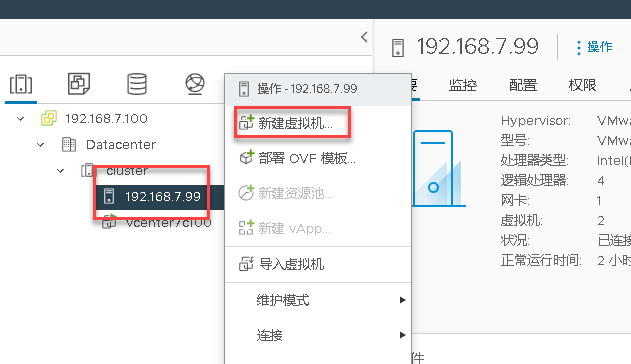 192.168.7.99
操作
监控
配置
权限
192.168.7.100
Datacenter
cluster
192.168.7.99
操作 - 192.168.7.99
新建虚拟机...
部署 OVF 模板...
新建资源池...
新建 vApp...
导入虚拟机
维护模式
连接
Hypervisor:
型号:
VMwa
处理器类型:
Intel(
逻辑处理器:
4
网卡:
1
虚拟机:
2
状况:
已连接
正常运行时间:
2 小
件